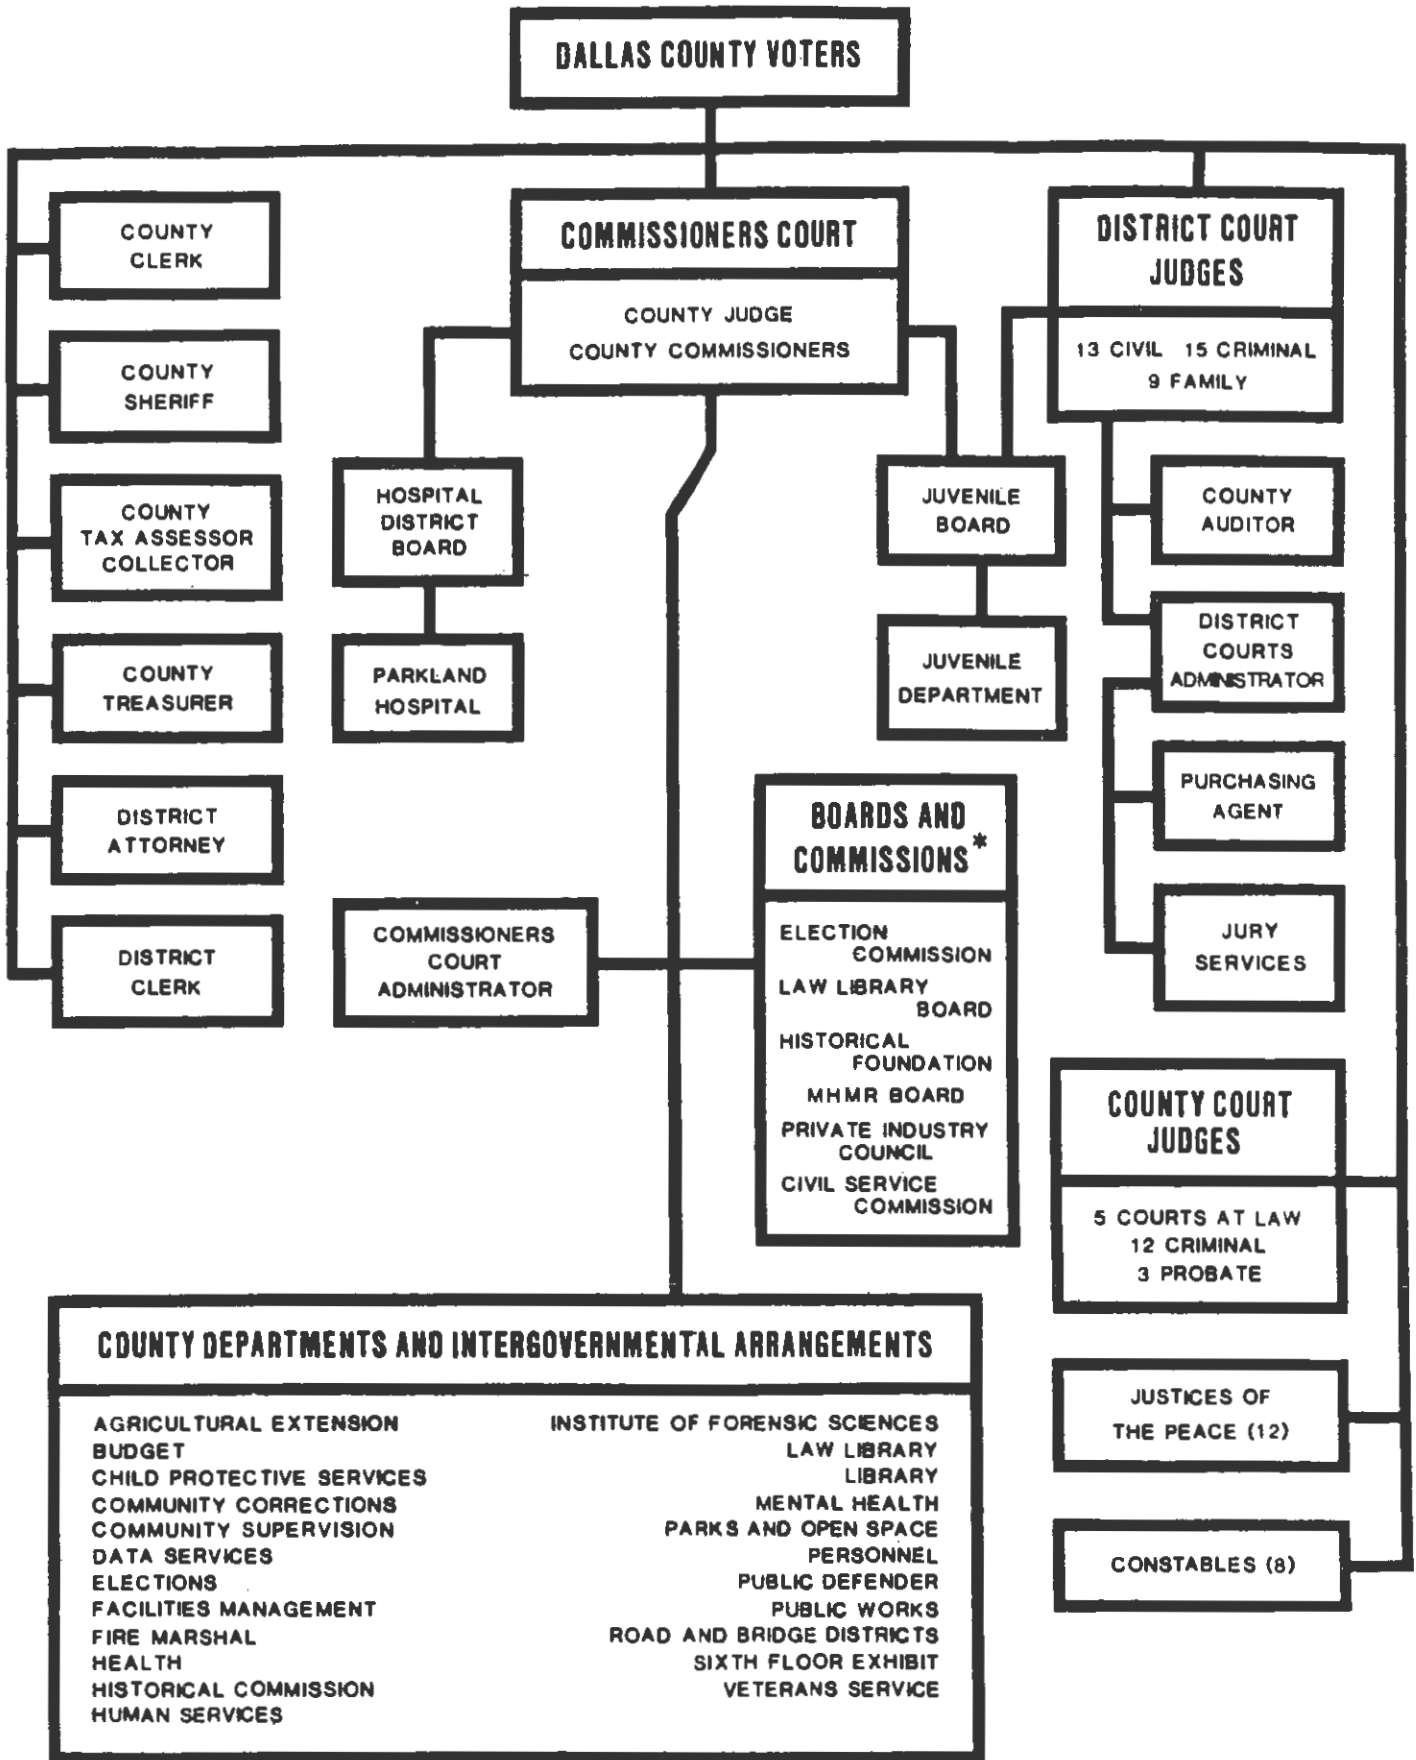 DALLAS COUNTY VOTERS
COUNTY
CLERK
COUNTY
SHERIFF
COUNTY
TAX ASSESSOR
COLLECTOR
COUNTY
TREASURER
DISTRICT
ATTORNEY
DISTRICT
CLERK
COMMISSIONERS COURT
COUNTY JUDGE
COUNTY COMMISSIONERS
HOSPITAL
DISTRICT
BOARD
PARKLAND
HOSPITAL
JUVENILE
BOARD
JUVENILE
DEPARTMENT
DISTRICT COURT
JUDGES
13 CIVIL 15 CRIMINAL
9 FAMILY
COUNTY
AUDITOR
DISTRICT
COURTS
ADMINISTRATOR
PURCHASING
AGENT
JURY
SERVICES
COMMISSIONERS
COURT
ADMINISTRATOR
BOARDS AND
COMMISSIONS*
ELECTION
COMMISSION
LAW LIBRARY
BOARD
HISTORICAL
FOUNDATION
MHMR BOARD
PRIVATE INDUSTRY
COUNCIL
CIVIL SERVICE
COMMISSION
COUNTY COURT
JUDGES
5 COURTS AT LAW
12 CRIMINAL
3 PROBATE
JUSTICES OF
THE PEACE (12)
CONSTABLES (8)
COUNTY DEPARTMENTS AND INTERGOVERNMENTAL ARRANGEMENTS
AGRICULTURAL EXTENSION
BUDGET
CHILD PROTECTIVE SERVICES
COMMUNITY CORRECTIONS
COMMUNITY SUPERVISION
DATA SERVICES
ELECTIONS
FACILITIES MANAGEMENT
FIRE MARSHAL
HEALTH
HISTORICAL COMMISSION
HUMAN SERVICES
INSTITUTE OF FORENSIC SCIENCES
LAW LIBRARY
LIBRARY
MENTAL HEALTH
PARKS AND OPEN SPACE
PERSONNEL
PUBLIC DEFENDER
PUBLIC WORKS
ROAD AND BRIDGE DISTRICTS
SIXTH FLOOR EXHIBIT
VETERANS SERVICE